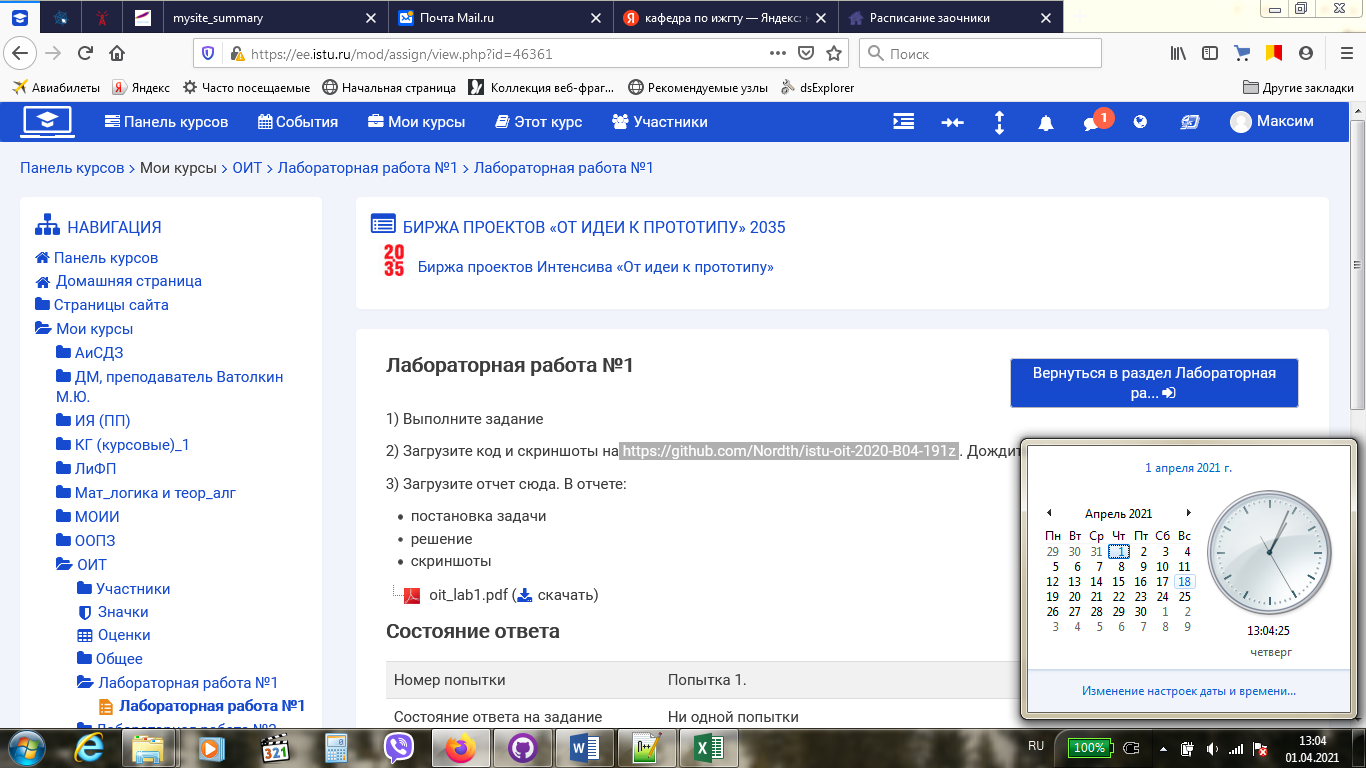 mysite_summary
Почта Mail.ru
кафедра по ижгту — Яндекс:
Расписание заочники
https://ee.istu.ru/mod/assign/view.php?id=46361
Поиск
Авиабилеты
Яндекс
Часто посещаемые
Начальная страница
Коллекция веб-фраг...
Рекомендуемые узлы
dsExplorer
Другие закладки
Панель курсов
События
Мои курсы
Этот курс
Участники
1
Максим
Панель курсов > Мои курсы > ОИТ > Лабораторная работа №1 > Лабораторная работа №1
НАВИГАЦИЯ
Панель курсов
Домашняя страница
Страницы сайта
Мои курсы
АиСДЗ
ДМ, преподаватель Ватолкин
М.Ю.
ИЯ (ПП)
КГ (курсовые)_1
ЛиФП
Мат_логика и теор_алг
МОИИ
ООПЗ
ОИТ
Участники
Значки
Оценки
Общее
Лабораторная работа №1
Лабораторная работа №1
БИРЖА ПРОЕКТОВ «ОТ ИДЕИ К ПРОТОТИПУ» 2035
20
35
Биржа проектов Интенсива «От идеи к прототипу»
Лабораторная работа №1
Вернуться в раздел Лабораторная
ра...
1) Выполните задание
2) Загрузите код и скриншоты на https://github.com/Nordth/istu-oit-2020-B04-191z . Дождит
3) Загрузите отчет сюда. В отчете:
• постановка задачи
• решение
• скриншоты
oit_lab1.pdf ( скачать)
Состояние ответа
Номер попытки Попытка 1.
Состояние ответа на задание Ни одной попытки
1 апреля 2021 г.
Апрель 2021
Пн Вт Ср Чт Пт Сб Вс
29 30 31 1 2 3 4
5 6 7 8 9 10 11
12 13 14 15 16 17 18
19 20 21 22 23 24 25
26 27 28 29 30 1 2
3 4 5 6 7 8 9
13:04:25
четверг
Изменение настроек даты и времени...
321
RU
100%
13:04
01.04.2021